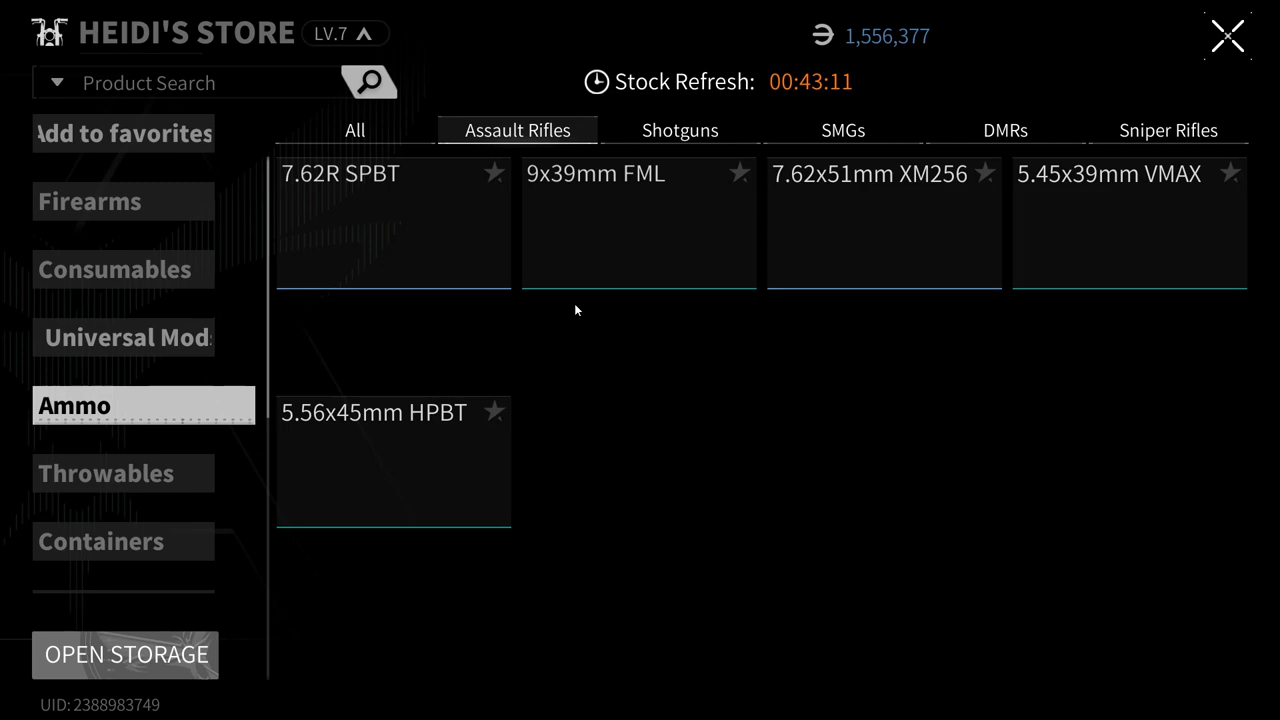 HEIDI'S STORE LV.7
1,556,377
Product Search
Stock Refresh: 00:43:11
Add to favorites
Firearms
Consumables
Universal Mod
Ammo
Throwables
Containers
OPEN STORAGE
UID: 2388983749
All Assault Rifles Shotguns SMGs DMRs Sniper Rifles
7.62R SPBT
9x39mm FML
7.62x51mm XM256
5.45x39mm VMAX
5.56x45mm HPBT